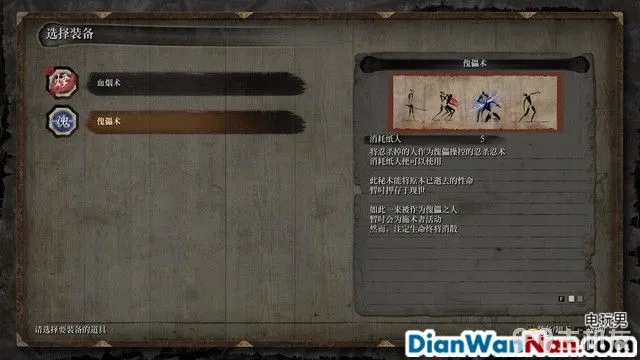 选择装备
傀儡术
血烟术
傀儡术
消耗纸人 5
将忍杀掉的人作为傀儡操控的忍杀忍术
消耗纸人便可以使用
此秘术能将原本已逝去的性命
暂时押存于现世
如此一来被作为傀儡之人
暂时会为施术者活动
然而，注定生命终将消散
请选择要装备的道具
电玩男
DianWanNan.com